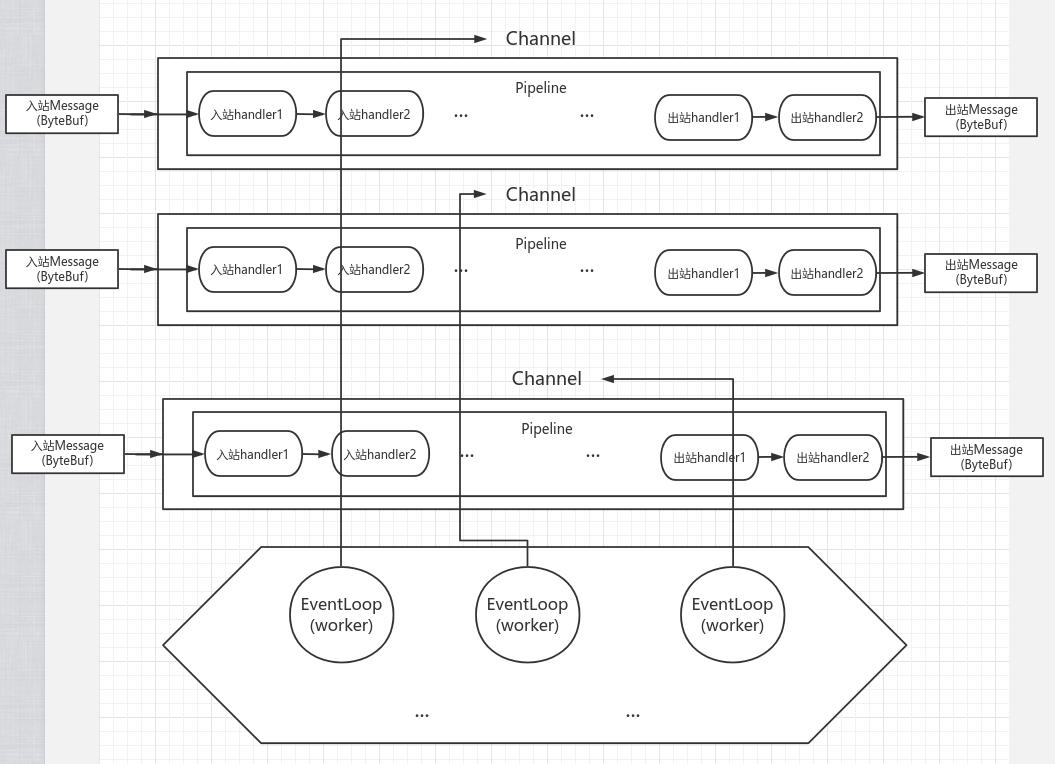 Channel
Pipeline
入站Message
(ByteBuf)
入站handler1
入站handler2
...
...
出站handler1
出站handler2
出站Message
(ByteBuf)
Channel
Pipeline
入站Message
(ByteBuf)
入站handler1
入站handler2
...
...
出站handler1
出站handler2
出站Message
(ByteBuf)
Channel
Pipeline
入站Message
(ByteBuf)
入站handler1
入站handler2
...
...
出站handler1
出站handler2
出站Message
(ByteBuf)
EventLoop
(worker)
EventLoop
(worker)
EventLoop
(worker)
...
...